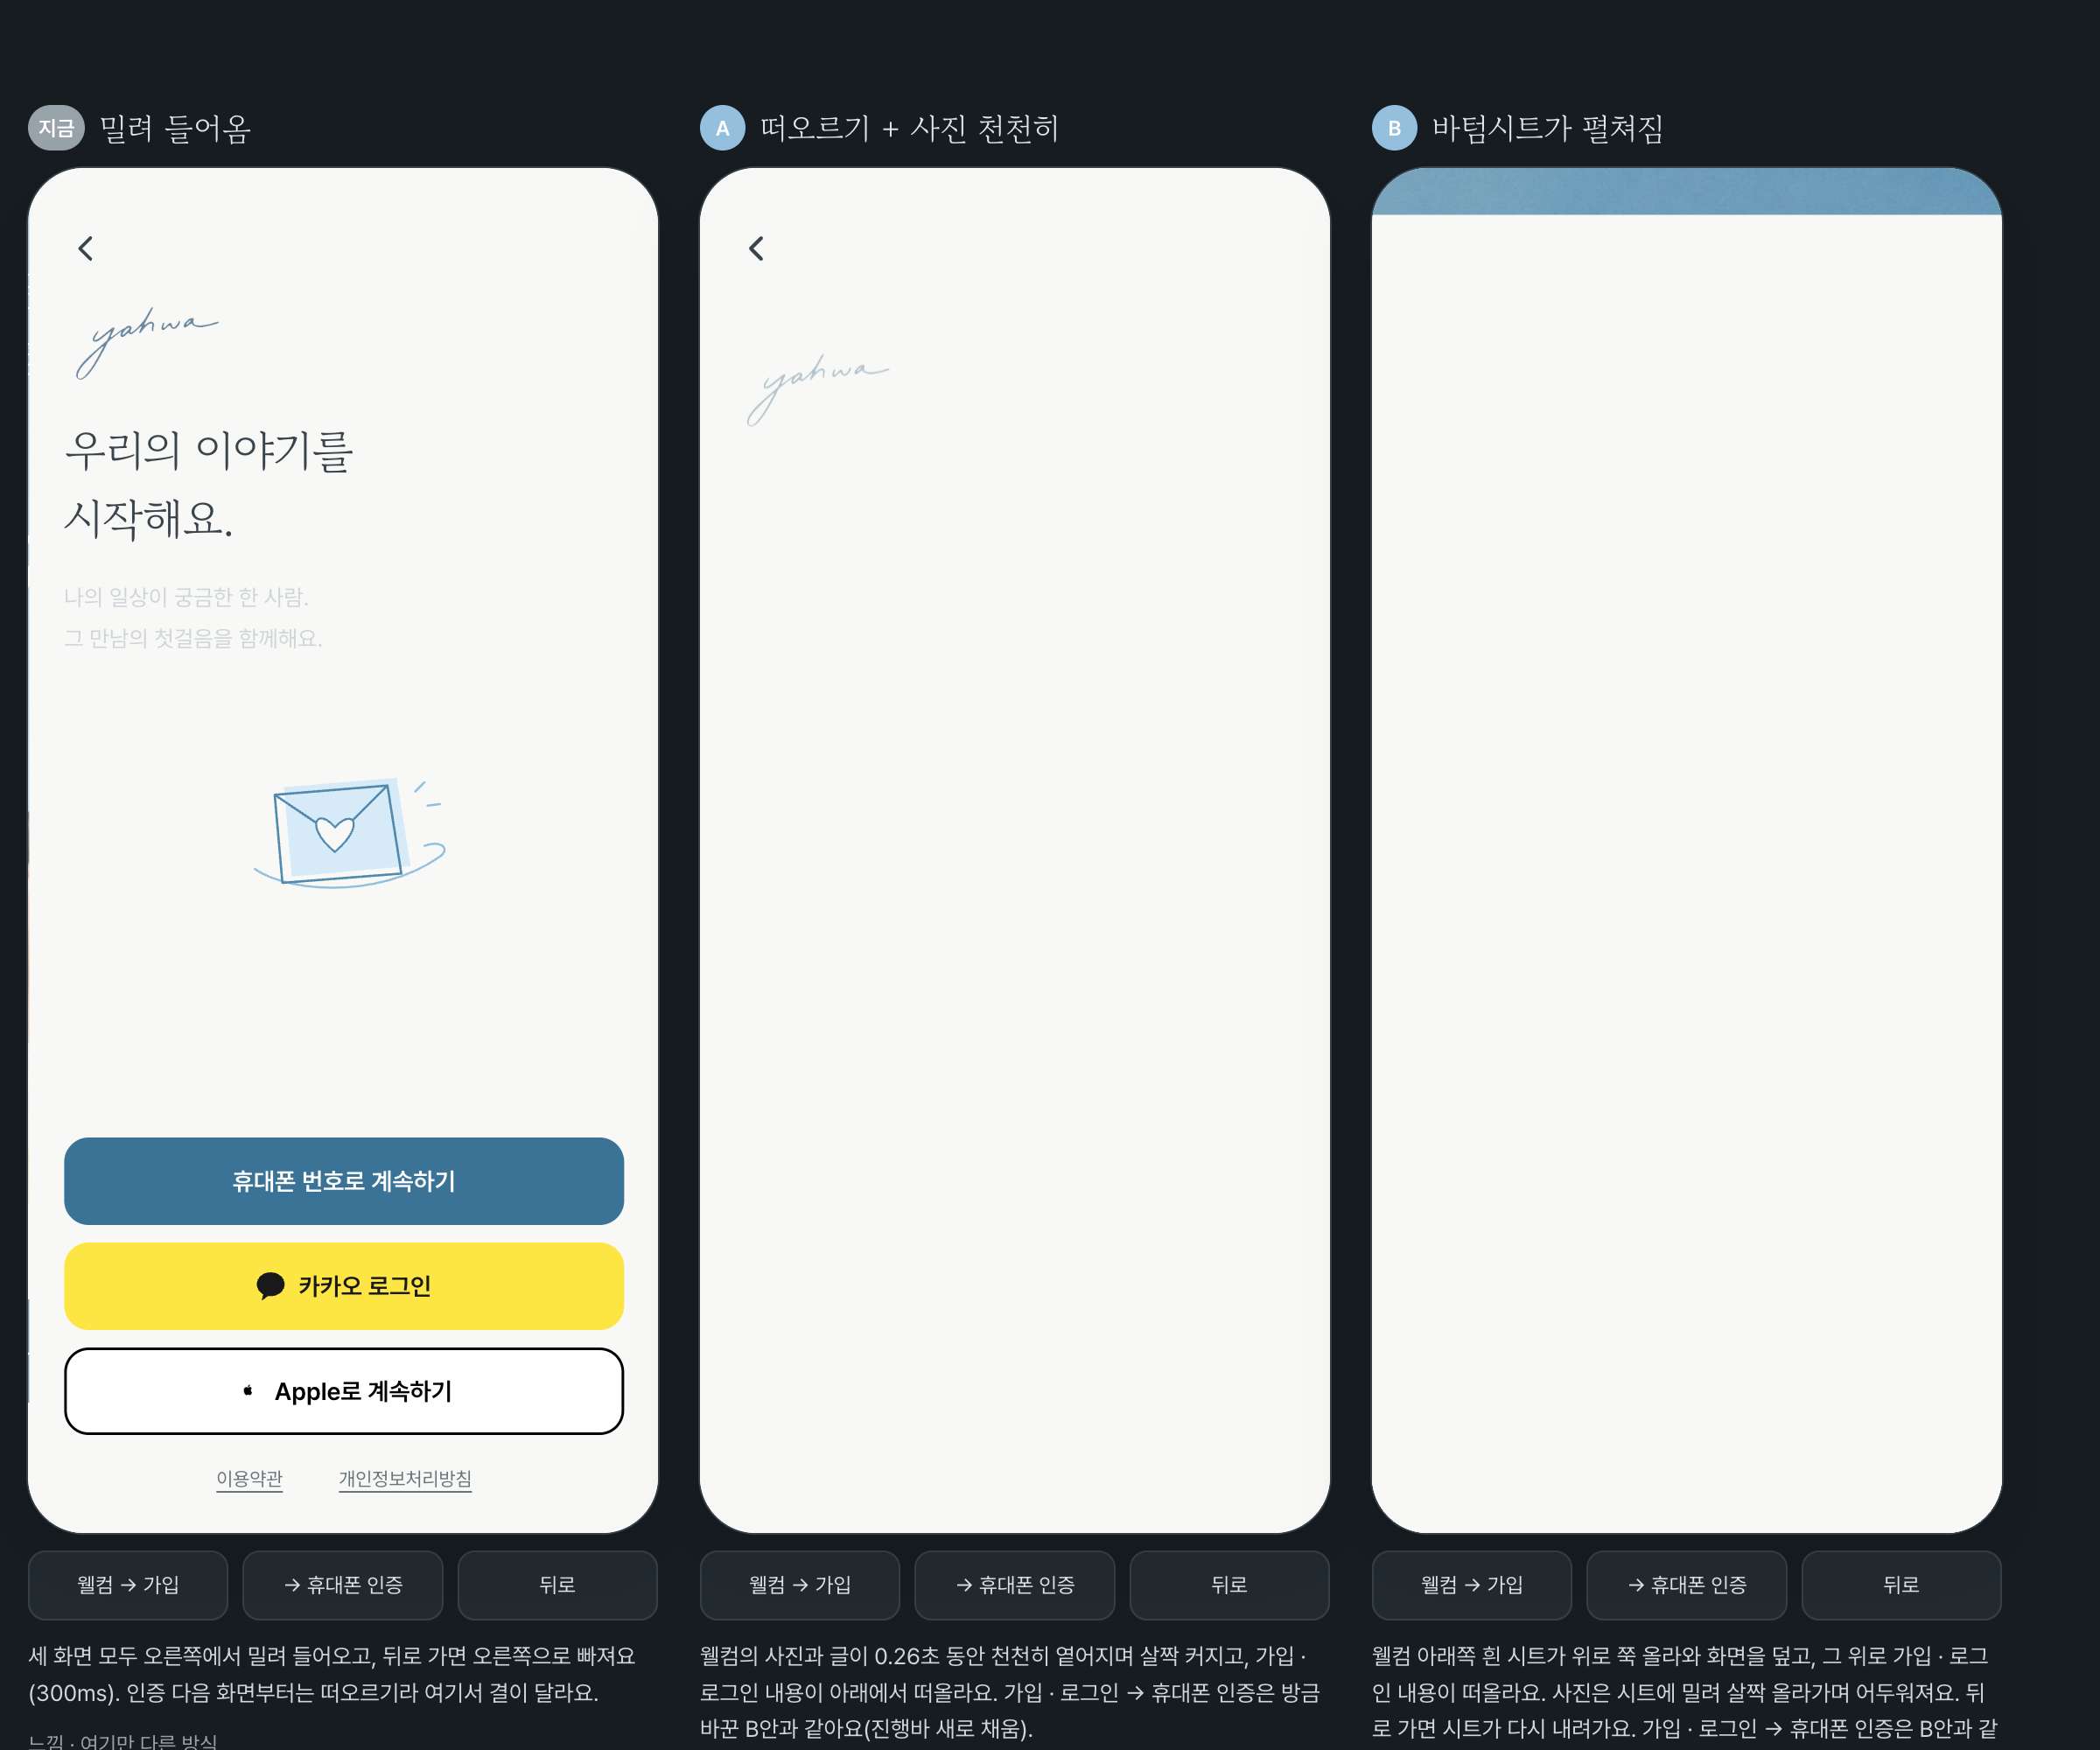 지금 밀려 들어옴
yahwa
우리의 이야기를
시작해요.
나의 일상이 궁금한 한 사람.
그 만남의 첫걸음을 함께해요.
휴대폰 번호로 계속하기
카카오 로그인
Apple로 계속하기
이용약관 개인정보처리방침
웰컴 → 가입 → 휴대폰 인증 뒤로
세 화면 모두 오른쪽에서 밀려 들어오고, 뒤로 가면 오른쪽으로 빠져요
(300ms). 인증 다음 화면부터는 떠오르기라 여기서 결이 달라요.
느낌 · 여기만 다른 방식
A 떠오르기 + 사진 천천히
yahwa
웰컴 → 가입 → 휴대폰 인증 뒤로
웰컴의 사진과 글이 0.26초 동안 천천히 옅어지며 살짝 커지고, 가입 ·
로그인 내용이 아래에서 떠올라요. 가입 · 로그인 → 휴대폰 인증은 방금
바꾼 B안과 같아요(진행바 새로 채움).
B 바텀시트가 펼쳐짐
웰컴 → 가입 → 휴대폰 인증 뒤로
웰컴 아래쪽 흰 시트가 위로 쭉 올라와 화면을 덮고, 그 위로 가입 · 로그
인 내용이 떠올라요. 사진은 시트에 밀려 살짝 올라가며 어두워져요. 뒤
로 가면 시트가 다시 내려가요. 가입 · 로그인 → 휴대폰 인증은 B안과 같